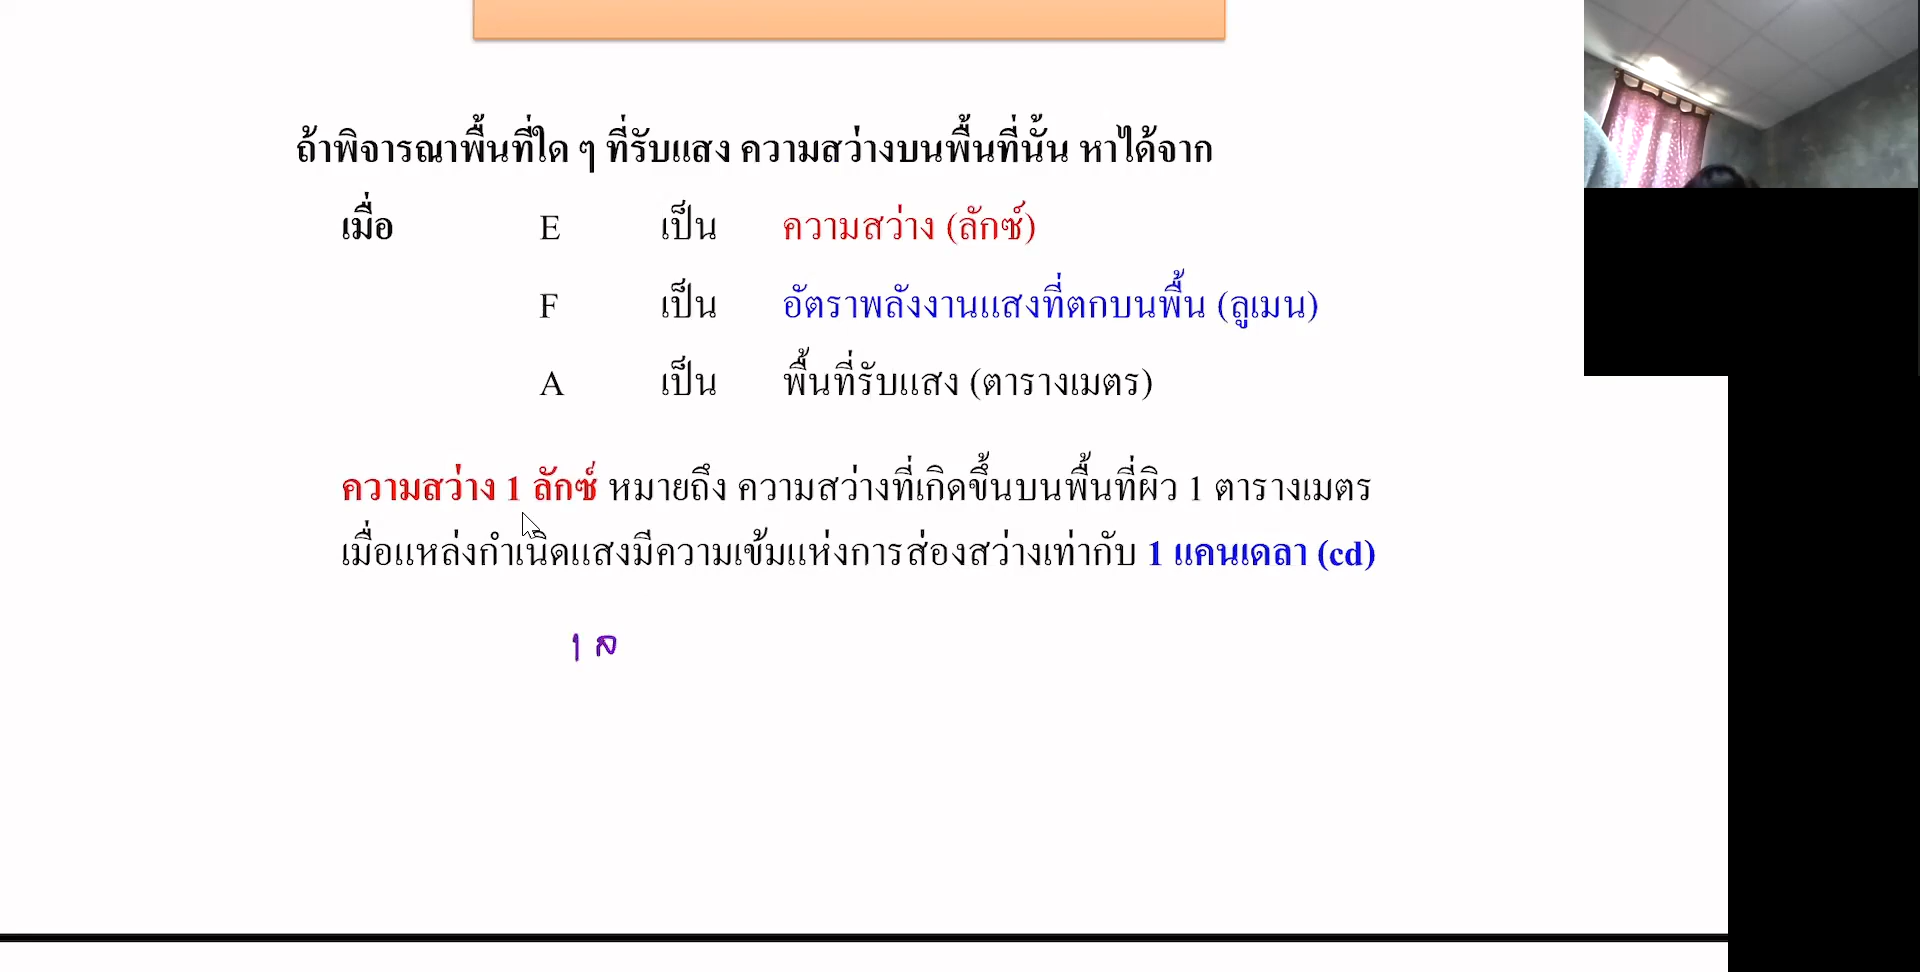 ถ้าพิจารณาพื้นที่ใด ๆ ที่รับแสง ความสว่างบนพื้นที่นั้น หาได้จาก
เมื่อ E เป็น ความสว่าง (ลักซ์)
F เป็น อัตราพลังงานแสงที่ตกบนพื้น (ลูเมน)
A เป็น พื้นที่รับแสง (ตารางเมตร)
ความสว่าง 1 ลักซ์ หมายถึง ความสว่างที่เกิดขึ้นบนพื้นที่ผิว 1 ตารางเมตร
เมื่อแหล่งกำเนิดแสงมีความเข้มแห่งการส่องสว่างเท่ากับ 1 แคนเดลา (cd)
1 ล